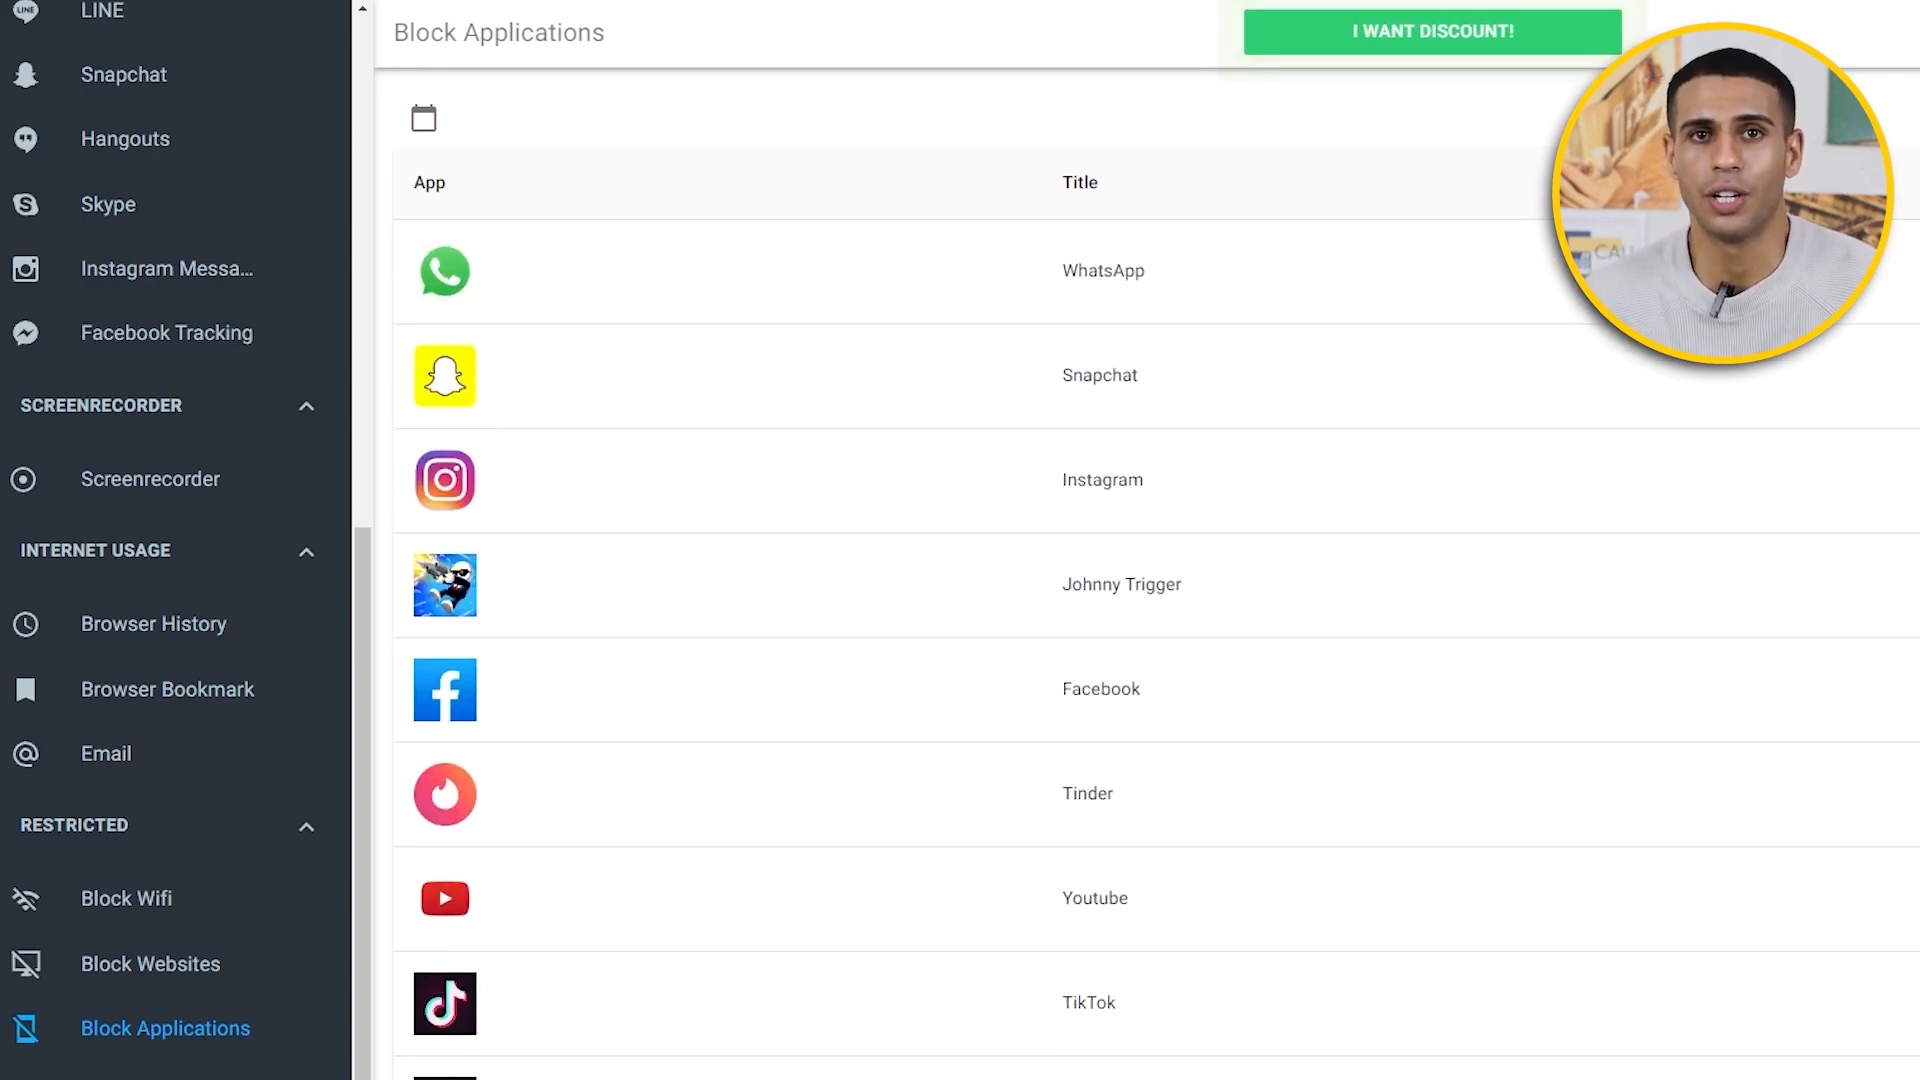 LINE
Snapchat
Hangouts
Skype
Instagram Messa...
Facebook Tracking
SCREENRECORDER
Screenrecorder
INTERNET USAGE
Browser History
Browser Bookmark
Email
RESTRICTED
Block Wifi
Block Websites
Block Applications
Block Applications
I WANT DISCOUNT!
App Title
WhatsApp
Snapchat
Instagram
Johnny Trigger
Facebook
Tinder
Youtube
TikTok